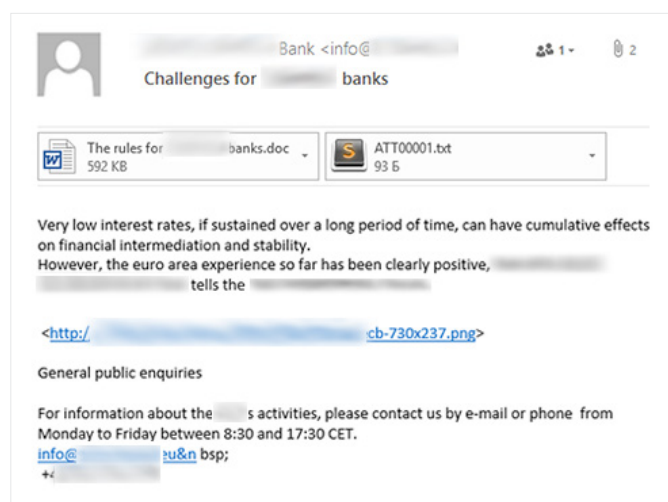 Bank <info@
1
2
Challenges for banks
The rules for banks.doc
592 KB
ATT00001.txt
93 Б
Very low interest rates, if sustained over a long period of time, can have cumulative effects
on financial intermediation and stability.
However, the euro area experience so far has been clearly positive,
tells the
<http:/ cb-730x237.png>
General public enquiries
For information about the s activities, please contact us by e-mail or phone from
Monday to Friday between 8:30 and 17:30 CET.
info@ eu&n bsp;